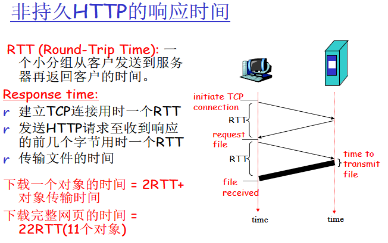 非持久HTTP的响应时间
RTT (Round-Trip Time): 一
个小分组从客户发送到服务
器再返回客户的时间。
Response time:
r 建立TCP连接用时一个RTT
r 发送HTTP请求至收到响应
的前几个字节用时一个RTT
r 传输文件的时间
下载一个对象的时间 = 2RTT+
对象传输时间
下载完整网页的时间 =
22RTT(11个对象)
initiate TCP
connection
RTT
request
file
RTT
time to
transmit
file
file
received
time
time